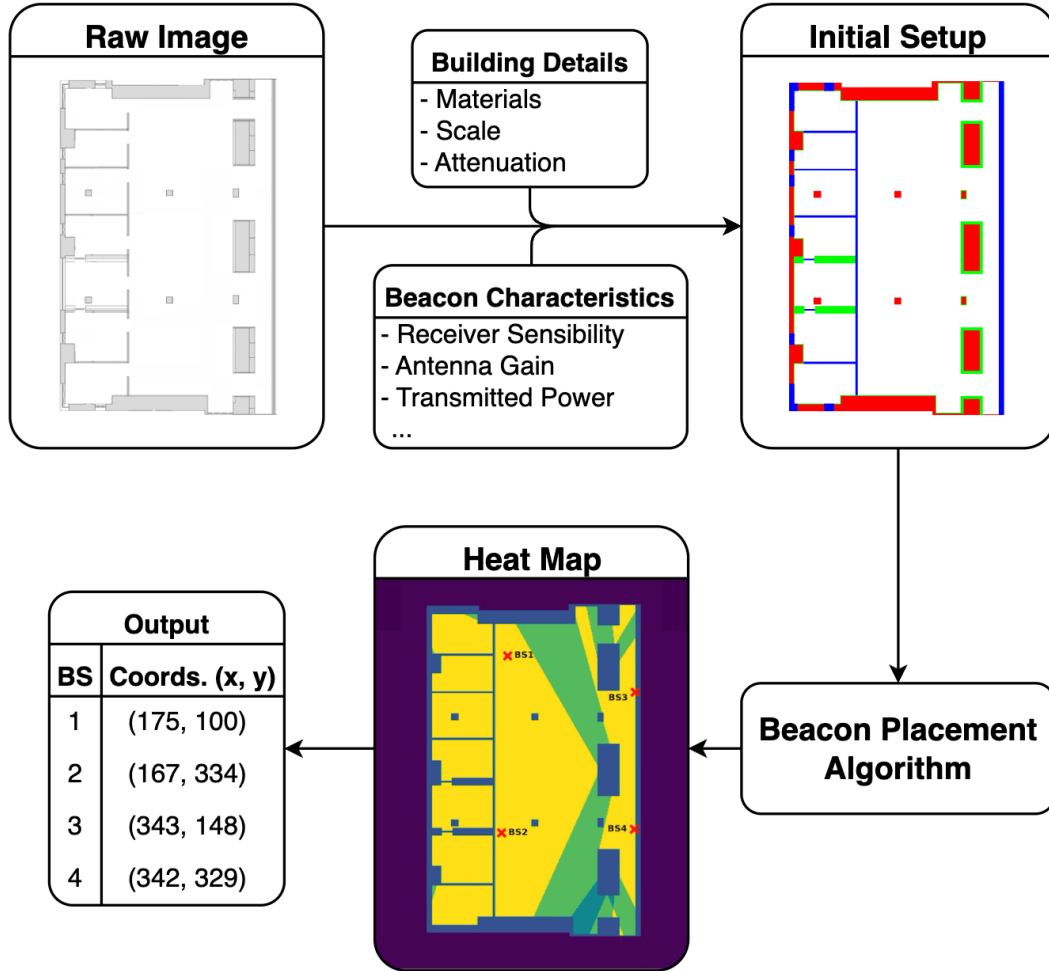 Raw Image
Building Details
- Materials
- Scale
- Attenuation
Beacon Characteristics
- Receiver Sensibility
- Antenna Gain
- Transmitted Power
...
Initial Setup
Beacon Placement
Algorithm
Heat Map
BS1
BS3
BS2
BS4
Output
BS Coords. (x, y)
1 (175, 100)
2 (167, 334)
3 (343, 148)
4 (342, 329)